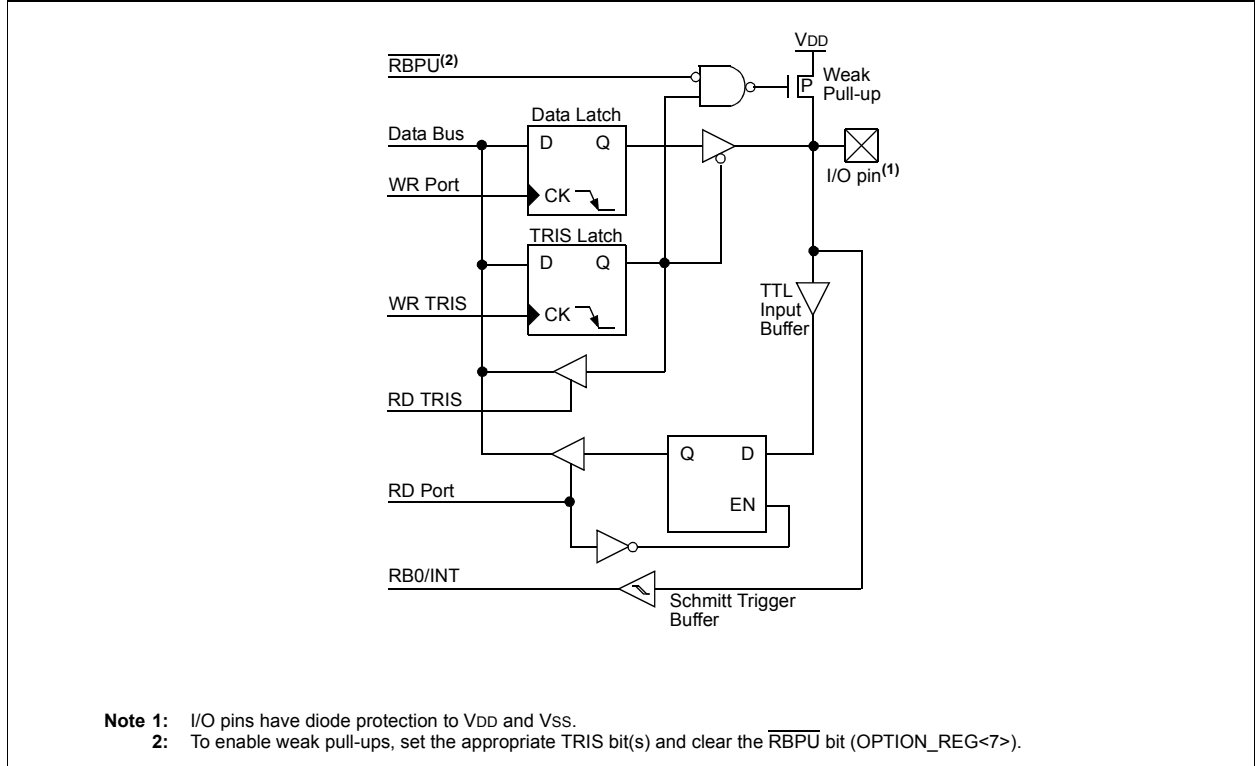 VDD
RBPU(2)
Weak
Pull-up
P
Data Latch
Data Bus
D Q
I/O pin(1)
WR Port
CK
TRIS Latch
D Q
TTL
Input
Buffer
WR TRIS
CK
RD TRIS
Q D
RD Port
EN
RB0/INT
Schmitt Trigger
Buffer
Note 1: I/O pins have diode protection to VDD and VSS.
2: To enable weak pull-ups, set the appropriate TRIS bit(s) and clear the RBPU bit (OPTION_REG<7>).